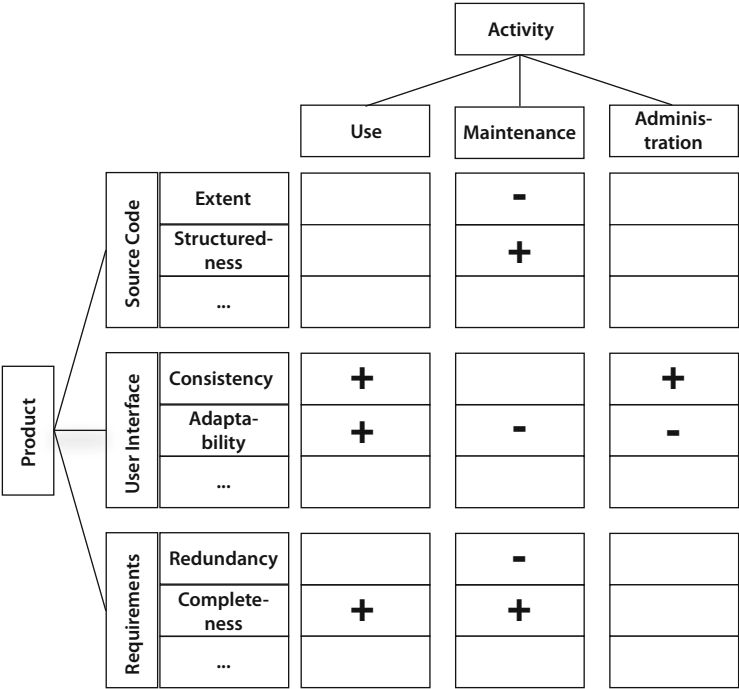 Activity
Use
Maintenance
Adminis-
tration
Product
Source Code
Extent
-
Structured-
ness
+
...
User Interface
Consistency
+
+
Adapta-
bility
+
-
-
...
Requirements
Redundancy
-
Complete-
ness
+
+
...